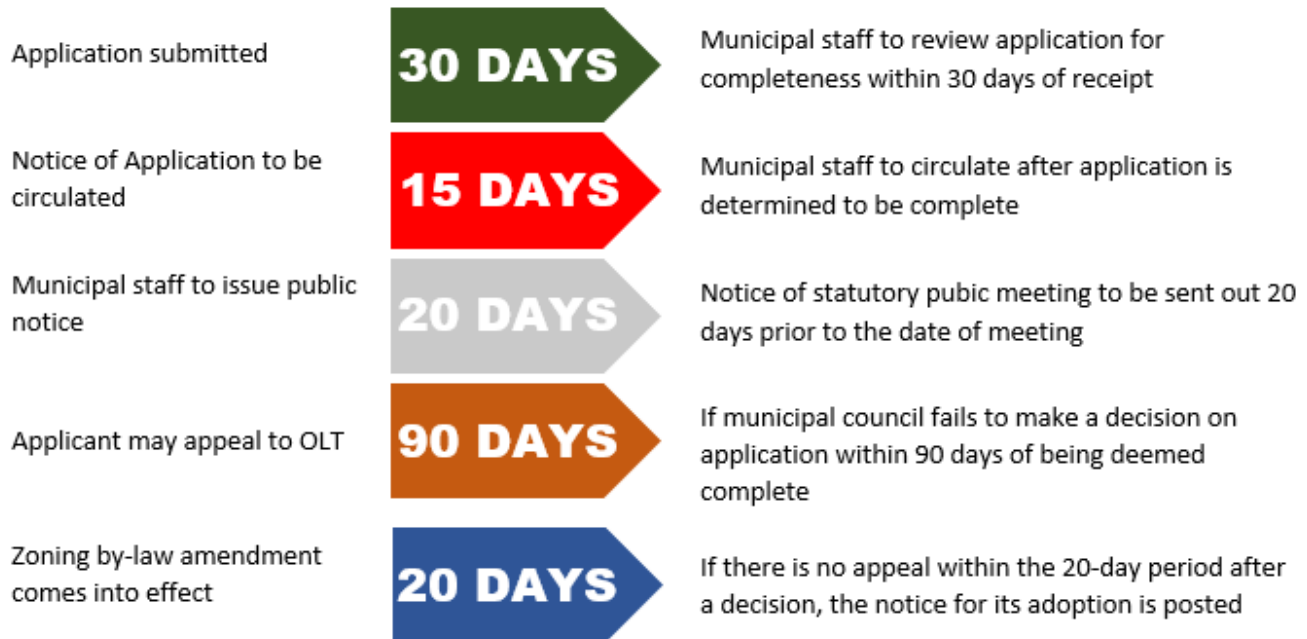 Application submitted
30 DAYS
Municipal staff to review application for
completeness within 30 days of receipt
Notice of Application to be
circulated
15 DAYS
Municipal staff to circulate after application is
determined to be complete
Municipal staff to issue public
notice
20 DAYS
Notice of statutory pubic meeting to be sent out 20
days prior to the date of meeting
Applicant may appeal to OLT
90 DAYS
If municipal council fails to make a decision on
application within 90 days of being deemed
complete
Zoning by-law amendment
comes into effect
20 DAYS
If there is no appeal within the 20-day period after
a decision, the notice for its adoption is posted